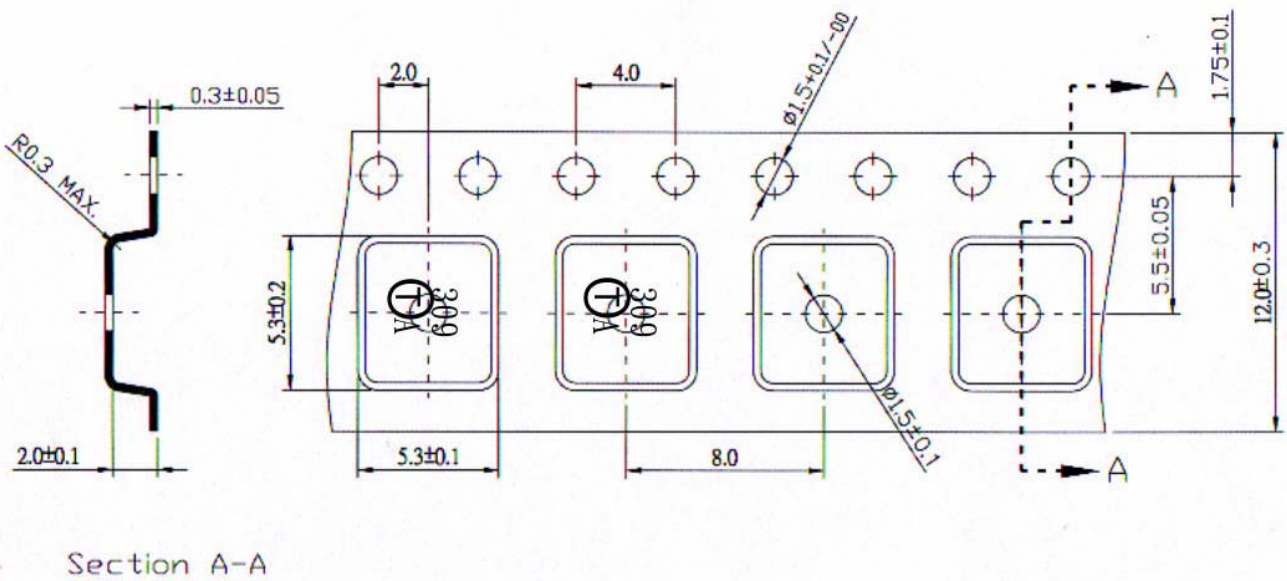 2.0
4.0
Ø1.5+0.1/-00
A
1.75±0.1
0.3±0.05
R0.3 MAX.
5.5±0.05
12.0±0.3
5.3±0.2
309
A
309
A
Ø1.5±0.1
2.0±0.1
5.3±0.1
8.0
A
Section A-A